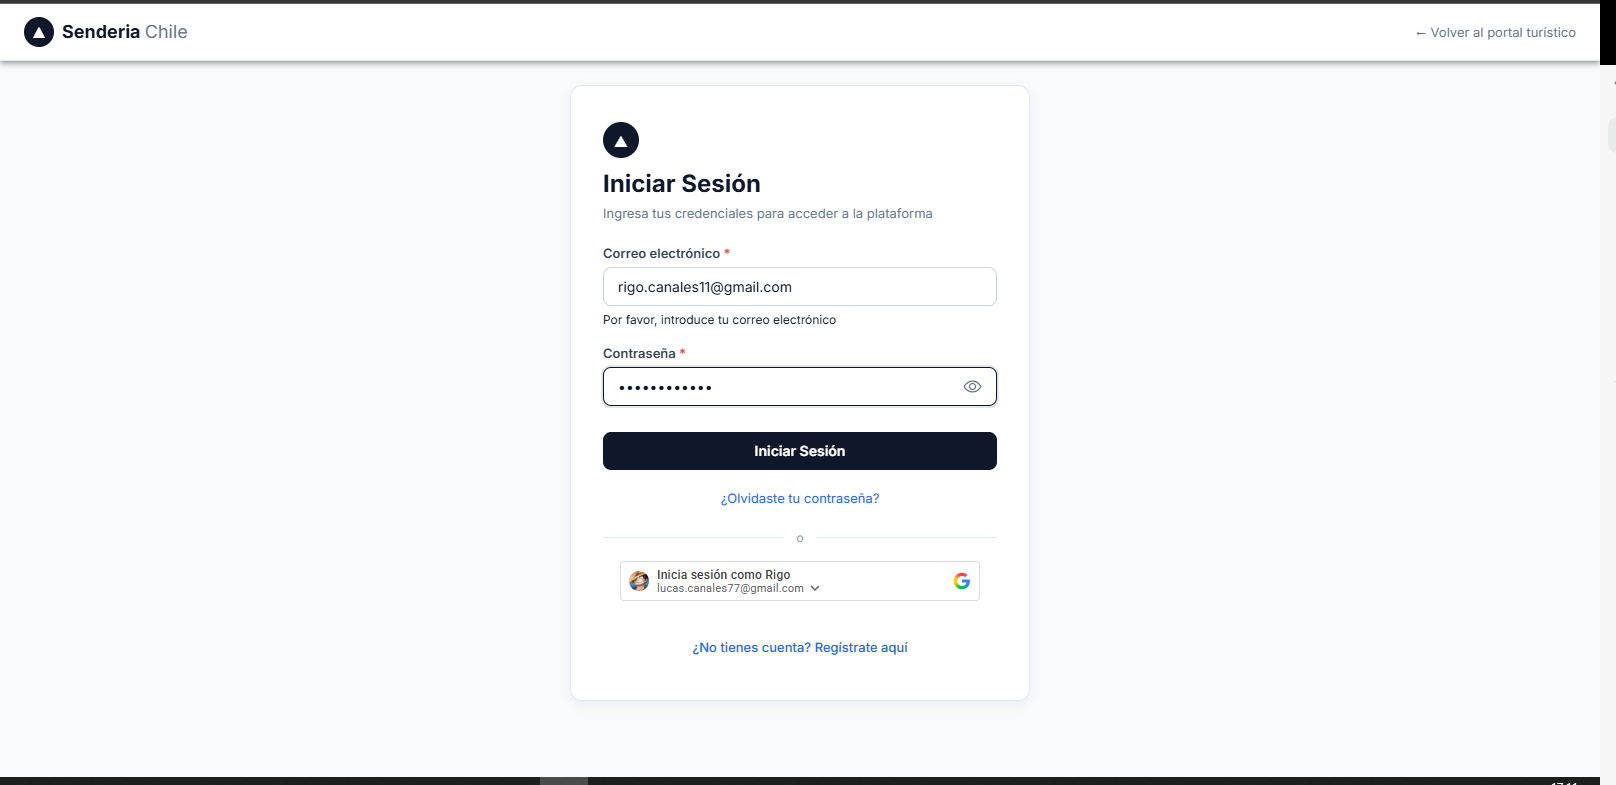 Senderia Chile
← Volver al portal turístico
Iniciar Sesión
Ingresa tus credenciales para acceder a la plataforma
Correo electrónico *
rigo.canales11@gmail.com
Por favor, introduce tu correo electrónico
Contraseña *
••••••••••••
Iniciar Sesión
¿Olvidaste tu contraseña?
o
Inicia sesión como Rigo
lucas.canales77@gmail.com
¿No tienes cuenta? Regístrate aquí